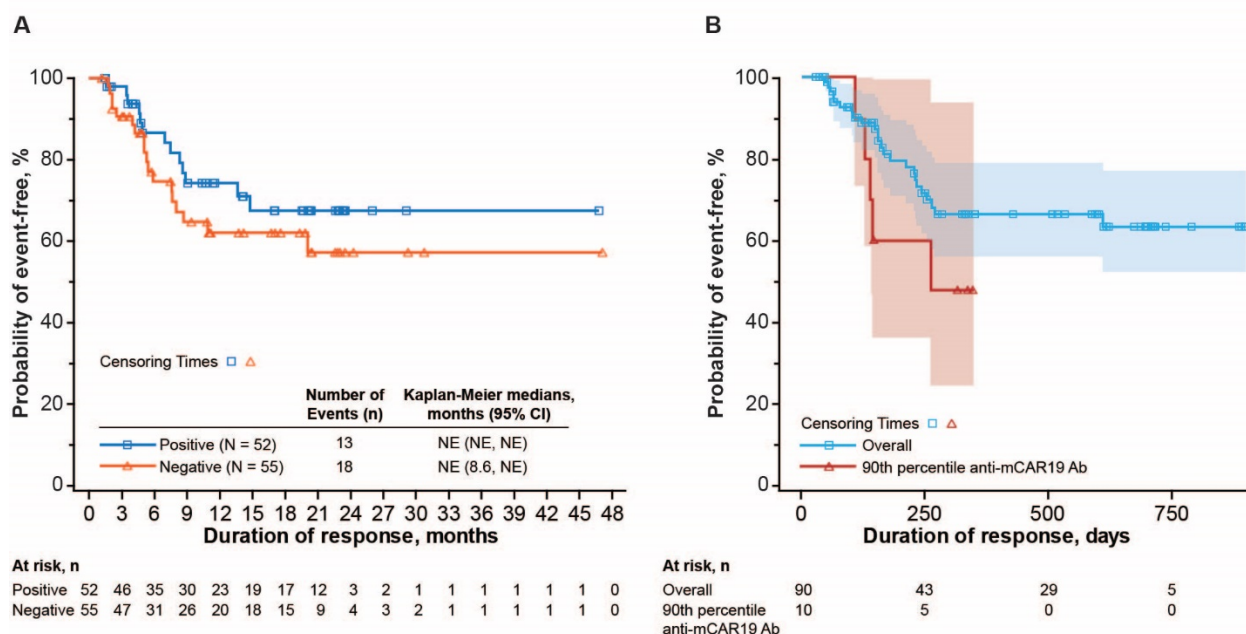 A
Probability of event-free, %
100
80
60
40
20
0
Censoring Times
Number of Events (n) Kaplan-Meier medians, months (95% CI)
Positive (N = 52) 13 NE (NE, NE)
Negative (N = 55) 18 NE (8.6, NE)
0 3 6 9 12 15 18 21 24 27 30 33 36 39 42 45 48
Duration of response, months
At risk, n
Positive 52 46 35 30 23 19 17 12 3 2 1 1 1 1 1 1 0
Negative 55 47 31 26 20 18 15 9 4 3 2 1 1 1 1 1 0
B
Probability of event-free, %
100
80
60
40
20
0
Censoring Times
Overall
90th percentile anti-mCAR19 Ab
0 250 500 750
Duration of response, days
At risk, n
Overall 90 43 29 5
90th percentile 10 5 0 0
anti-mCAR19 Ab